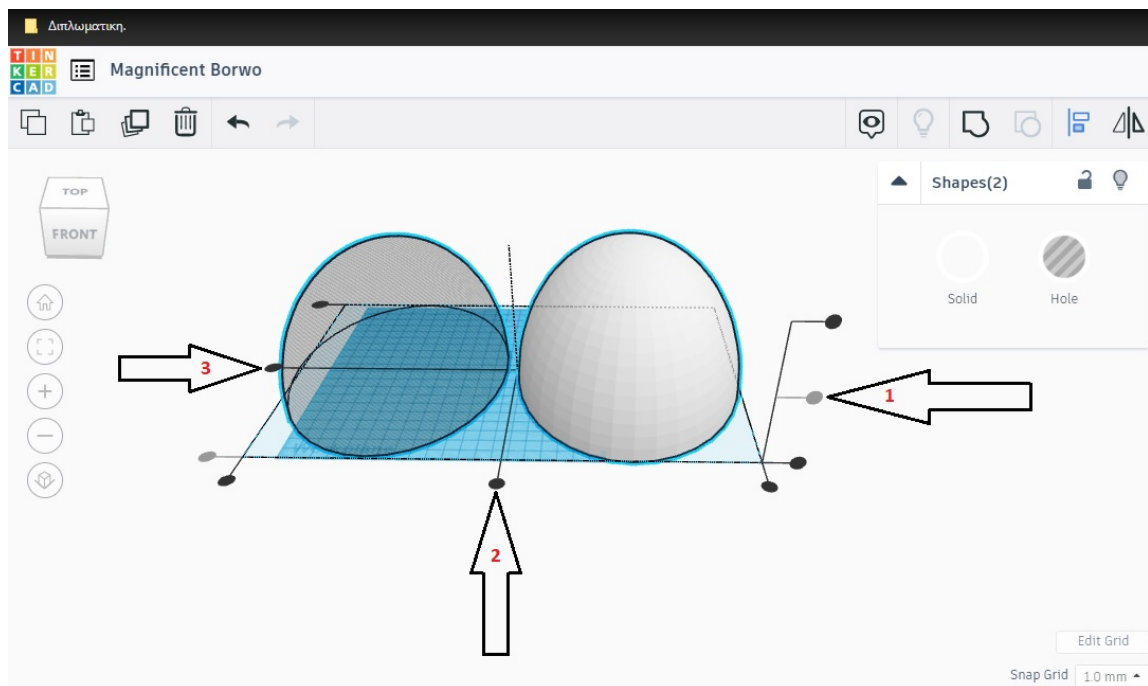 Διπλωματικη.
TIN
KER
CAD
Magnificent Borwo
TOP
FRONT
Shapes(2)
Solid
Hole
3
1
2
Edit Grid
Snap Grid 1.0 mm